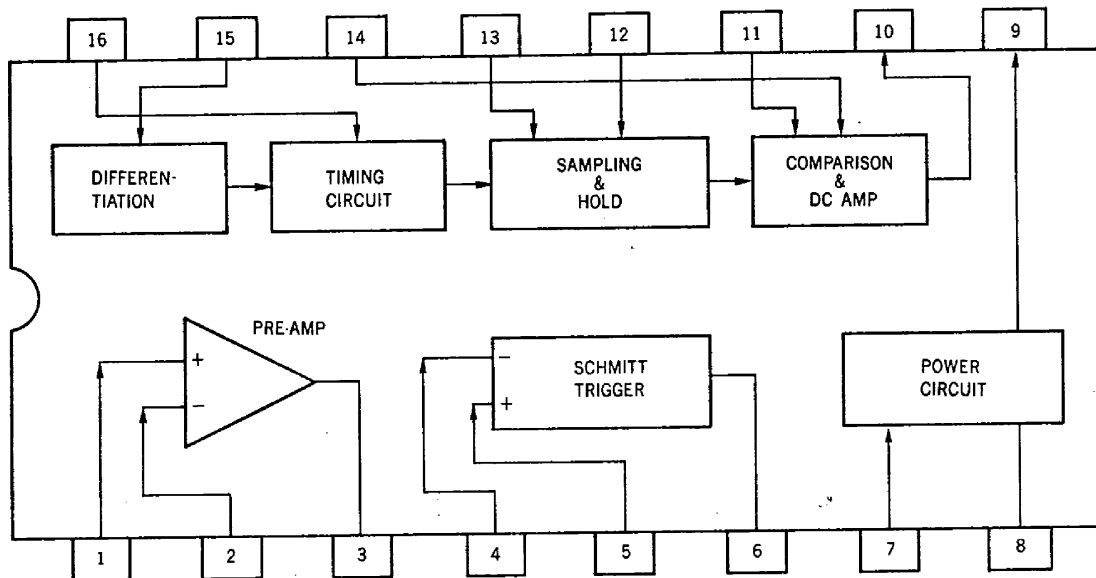 16 15 14 13 12 11 10 9
DIFFEREN-
TIATION
TIMING
CIRCUIT
SAMPLING
&
HOLD
COMPARISON
&
DC AMP
PRE-AMP
+
−
−
+
SCHMITT
TRIGGER
POWER
CIRCUIT
1 2 3 4 5 6 7 8